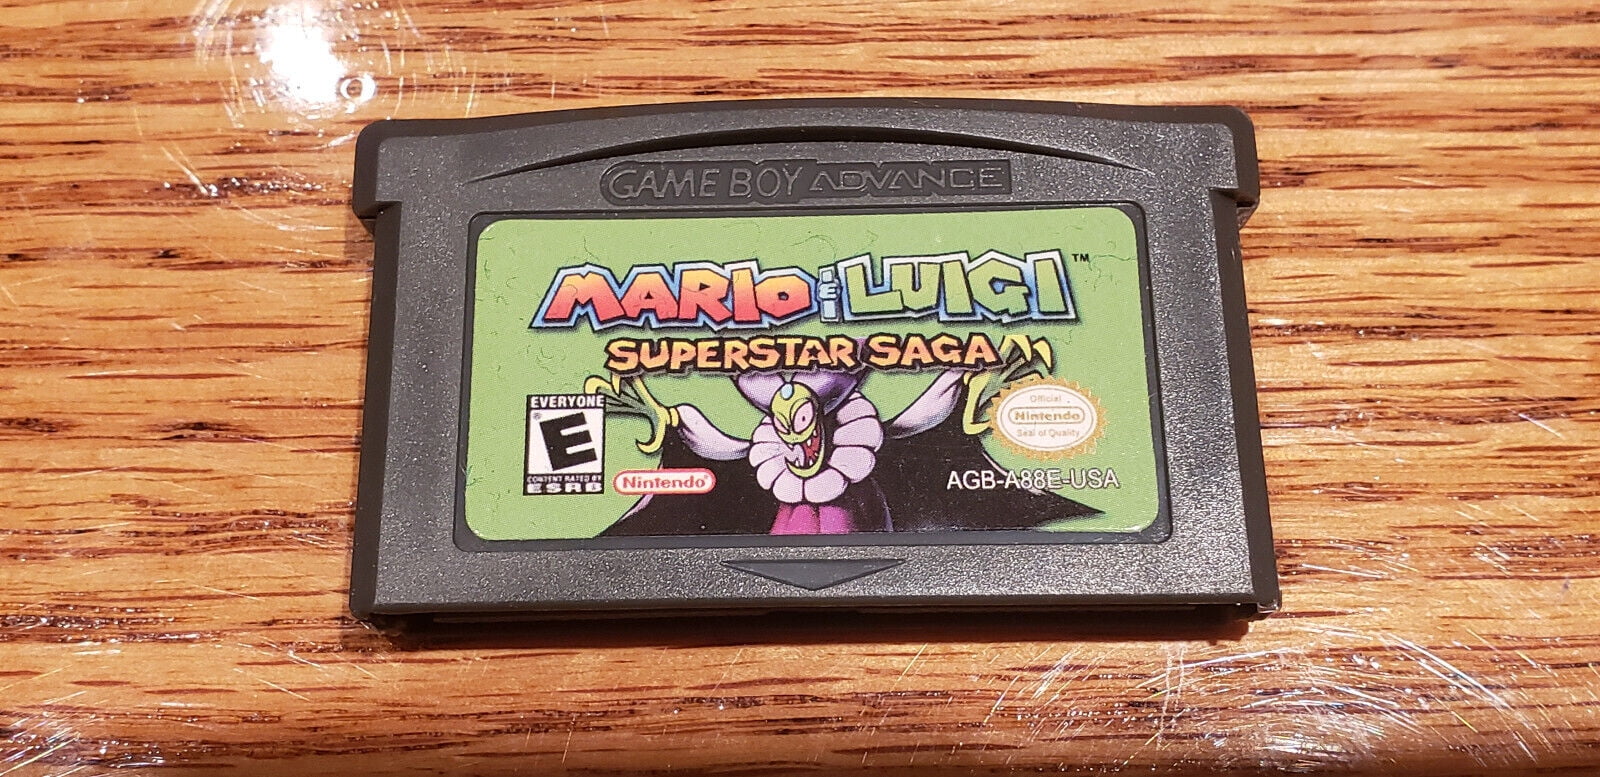 GAME BOY ADVANCE
MARIO & LUIGI™
SUPERSTAR SAGA
EVERYONE
E
®
CONTENT RATED BY
ESRB
Nintendo®
Official
Nintendo
Seal of Quality
AGB-A88E-USA